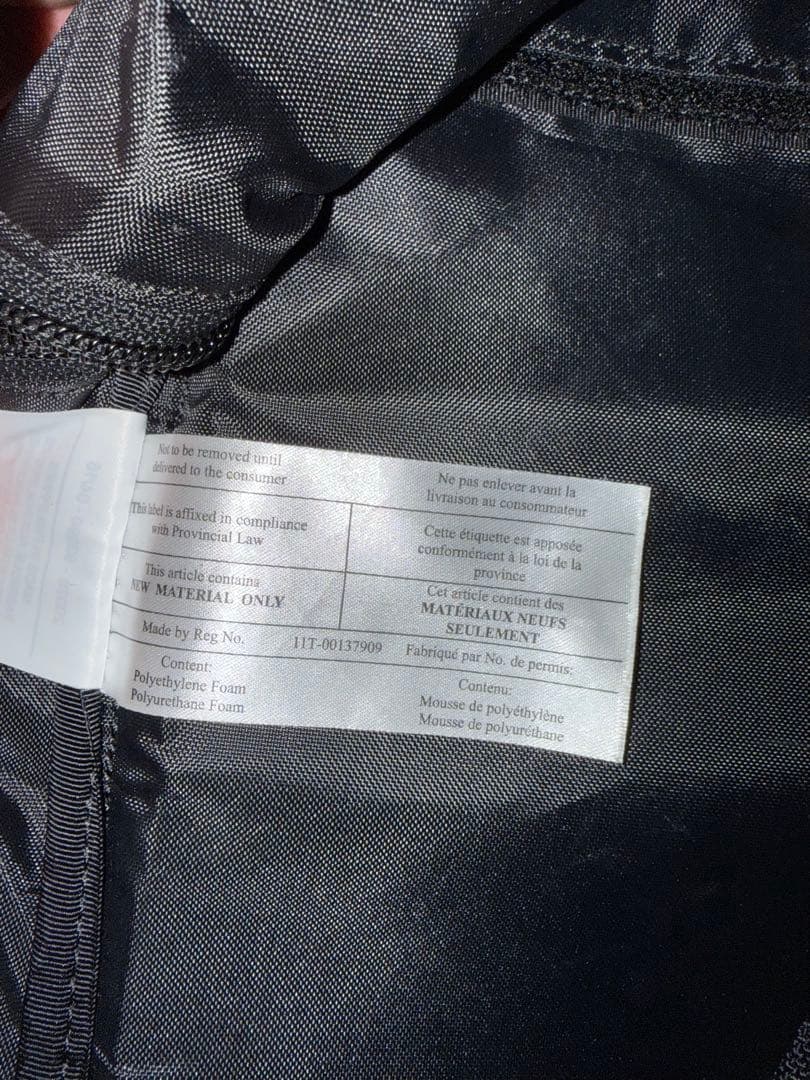 Not to be removed until
delivered to the consumer
Ne pas enlever avant la
livraison au consommateur
This label is affixed in compliance
with Provincial Law
Cette étiquette est apposée
conformément à la loi de la
province
This article containa
NEW MATERIAL ONLY
Cet article contient des
MATÉRIAUX NEUFS
SEULEMENT
Made by Reg No. 11T-00137909 Fabriqué par No. de permis:
Content:
Polyethylene Foam
Polyurethane Foam
Contenu:
Mousse de polyéthylène
Mousse de polyuréthane